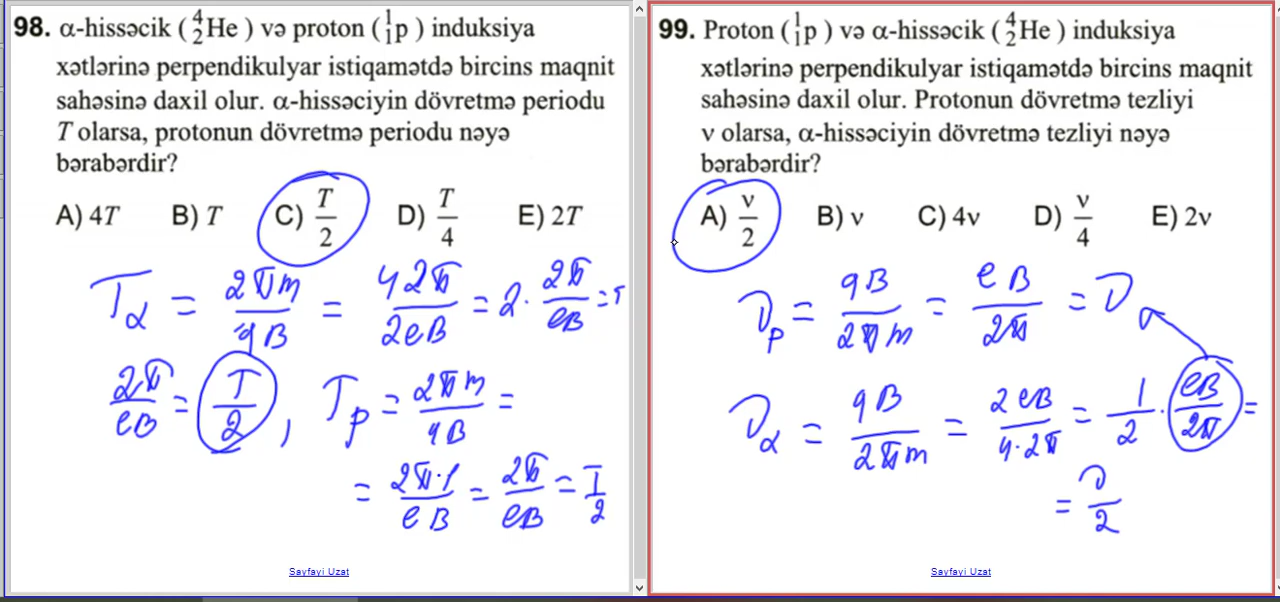 98. α-hissəcik (⁴₂He) və proton (¹₁p) induksiya
xətlərinə perpendikulyar istiqamətdə bircins maqnit
sahəsinə daxil olur. α-hissəciyin dövretmə periodu
T olarsa, protonun dövretmə periodu nəyə
bərabərdir?
A) 4T B) T C) T/2 D) T/4 E) 2T
Tα = 2πm/qB = 4 2π/2eB = 2 · 2π/eB = T
2π/eB = T/2 , Tp = 2πm/qB =
= 2π·1/eB = 2π/eB = T/2
Sayfayi Uzat
99. Proton (¹₁p) və α-hissəcik (⁴₂He) induksiya
xətlərinə perpendikulyar istiqamətdə bircins maqnit
sahəsinə daxil olur. Protonun dövretmə tezliyi
ν olarsa, α-hissəciyin dövretmə tezliyi nəyə
bərabərdir?
A) ν/2 B) ν C) 4ν D) ν/4 E) 2ν
νp = qB/2πm = eB/2π = ν
να = qB/2πm = 2eB/4·2π = 1/2 · eB/2π =
= ν/2
Sayfayi Uzat